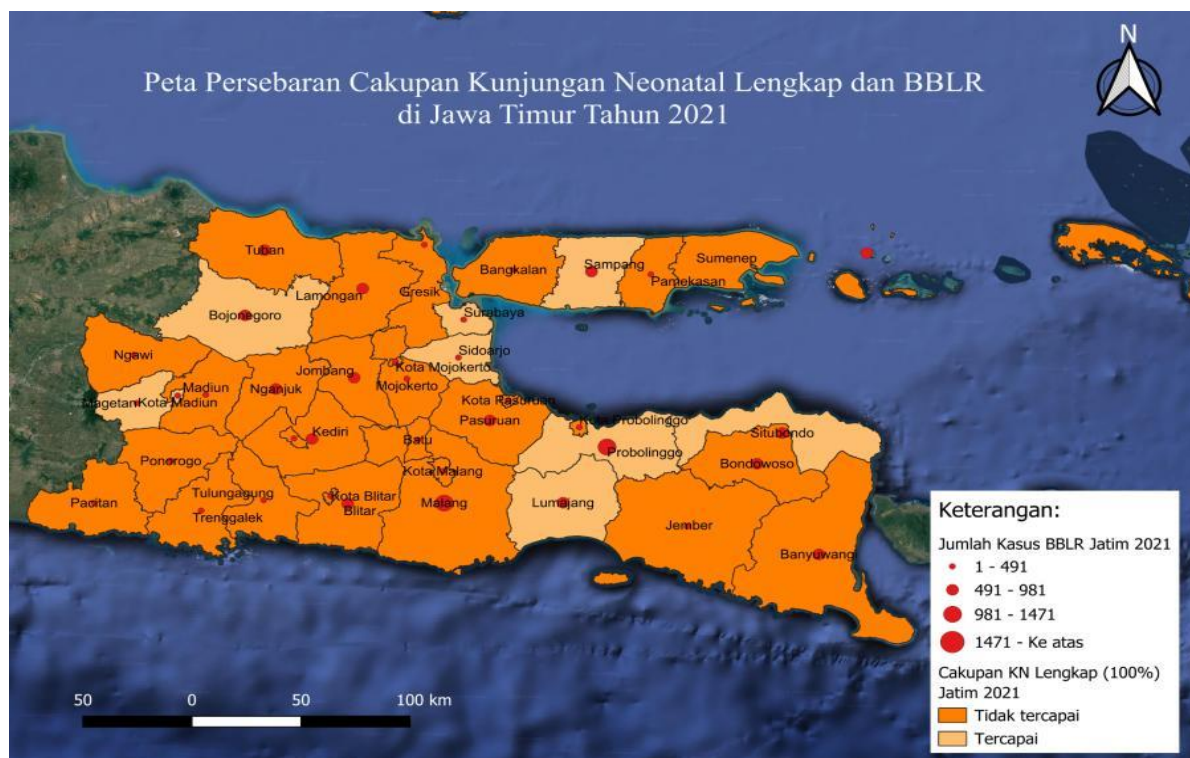 Peta Persebaran Cakupan Kunjungan Neonatal Lengkap dan BBLR
di Jawa Timur Tahun 2021
N
Tuban
Bangkalan
Sampang
Sumenep
Pamekasan
Lamongan
Gresik
Bojonegoro
Surabaya
Ngawi
Sidoarjo
Kota Mojokerto
Jombang
Mojokerto
Madiun
Nganjuk
Magetan
Kota Madiun
Kota Pasuruan
Pasuruan
Kota Probolinggo
Kediri
Batu
Situbondo
Probolinggo
Ponorogo
Bondowoso
Kota Malang
Tulungagung
Kota Blitar
Pacitan
Blitar
Malang
Lumajang
Trenggalek
Jember
Banyuwangi
Keterangan:
Jumlah Kasus BBLR Jatim 2021
1 - 491
491 - 981
981 - 1471
1471 - Ke atas
Cakupan KN Lengkap (100%)
Jatim 2021
Tidak tercapai
Tercapai
50 0 50 100 km